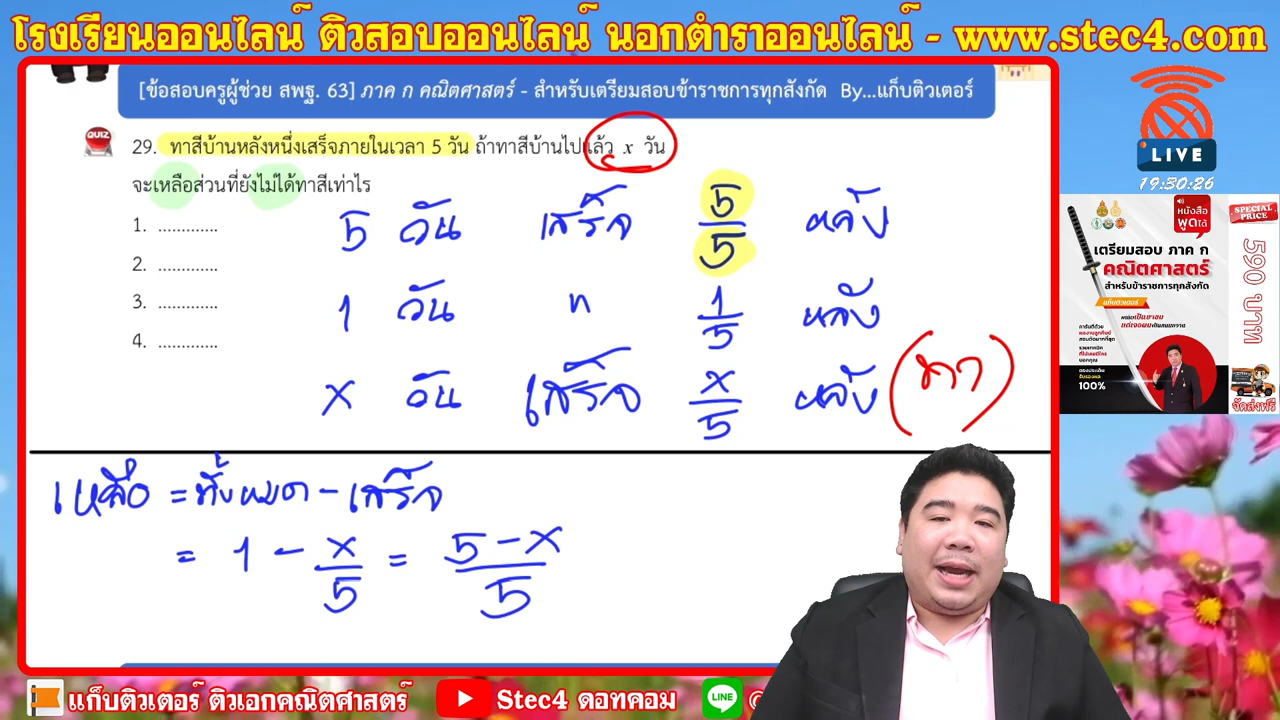 โรงเรียนออนไลน์ ติวสอบออนไลน์ นอกตำราออนไลน์ - www.stec4.com
[ข้อสอบครูผู้ช่วย สพฐ. 63] ภาค ก คณิตศาสตร์ - สำหรับเตรียมสอบข้าราชการทุกสังกัด By...แก๊บติวเตอร์
QUIZ
29. ทาสีบ้านหลังหนึ่งเสร็จภายในเวลา 5 วัน ถ้าทาสีบ้านไปแล้ว x วัน
จะเหลือส่วนที่ยังไม่ได้ทาสีเท่าไร
1. .............
2. .............
3. .............
4. .............
5 วัน เสร็จ 5/5 หลัง
1 วัน " 1/5 หลัง
x วัน เสร็จ x/5 หลัง
เหลือ = ทั้งหมด - เสร็จ
= 1 - x/5 = (5-x)/5
LIVE
19:30:26
หนังสือ
พูดได้
SPECIAL
PRICE
590 บาท
เตรียมสอบ ภาค ก
คณิตศาสตร์
สำหรับข้าราชการทุกสังกัด
แก๊บติวเตอร์
100%
จัดส่งฟรี
แก๊บติวเตอร์ ติวเอกคณิตศาสตร์
Stec4 ดอทคอม
LINE
@